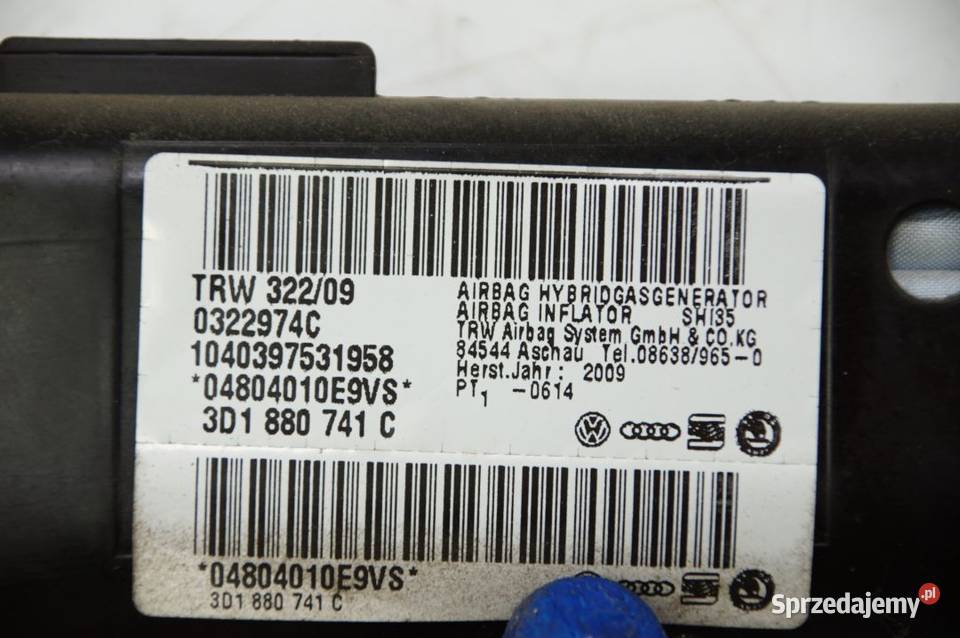 TRW 322/09
0322974C
1040397531958
*04804010E9VS*
3D1 880 741 C
AIRBAG HYBRIDGASGENERATOR
AIRBAG INFLATOR SHI35
TRW Airbag System GmbH & CO.KG
84544 Aschau Tel.08638/965-0
Herst.Jahr: 2009
PT1 -0614
*04804010E9VS*
3D1 880 741 C
Sprzedajemy.pl